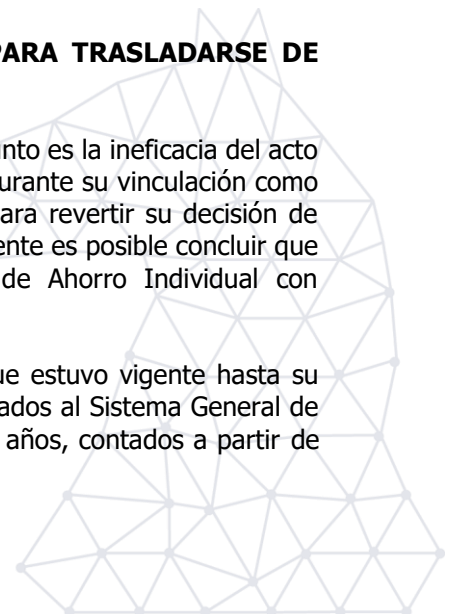 PARA TRASLADARSE DE
unto es la ineficacia del acto
urante su vinculación como
ara revertir su decisión de
ente es posible concluir que
de Ahorro Individual con
ue estuvo vigente hasta su
ados al Sistema General de
años, contados a partir de